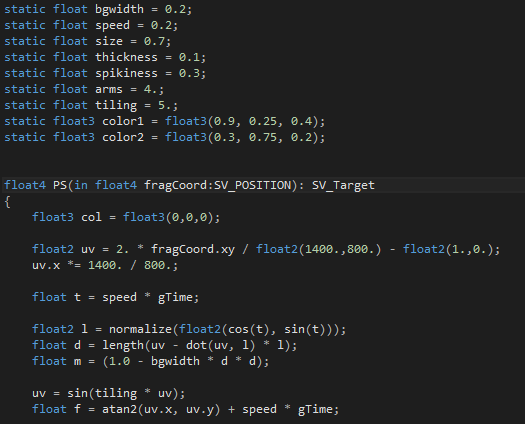 static float bgwidth = 0.2;
static float speed = 0.2;
static float size = 0.7;
static float thickness = 0.1;
static float spikiness = 0.3;
static float arms = 4.;
static float tiling = 5.;
static float3 color1 = float3(0.9, 0.25, 0.4);
static float3 color2 = float3(0.3, 0.75, 0.2);
float4 PS(in float4 fragCoord:SV_POSITION): SV_Target
{
float3 col = float3(0,0,0);
float2 uv = 2. * fragCoord.xy / float2(1400.,800.) - float2(1.,0.);
uv.x *= 1400. / 800.;
float t = speed * gTime;
float2 l = normalize(float2(cos(t), sin(t)));
float d = length(uv - dot(uv, l) * l);
float m = (1.0 - bgwidth * d * d);
uv = sin(tiling * uv);
float f = atan2(uv.x, uv.y) + speed * gTime;